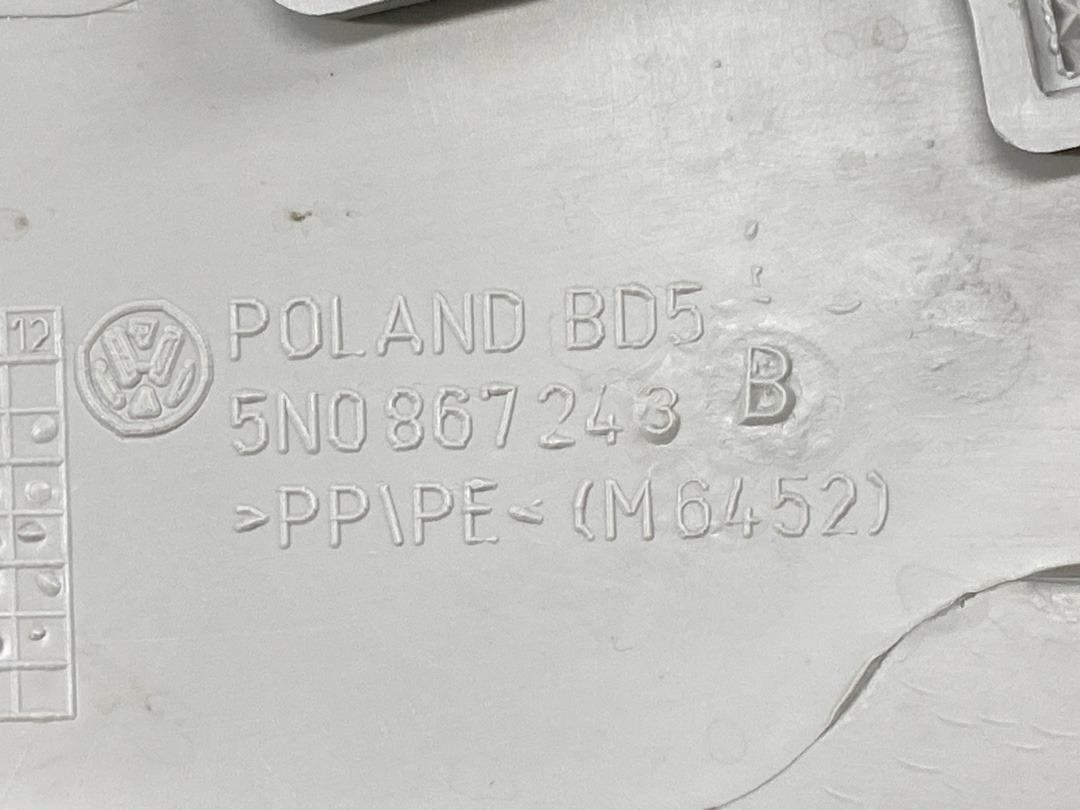 12
POLAND BD5
5N0 867 243 B
>PP\PE< (M 6452)